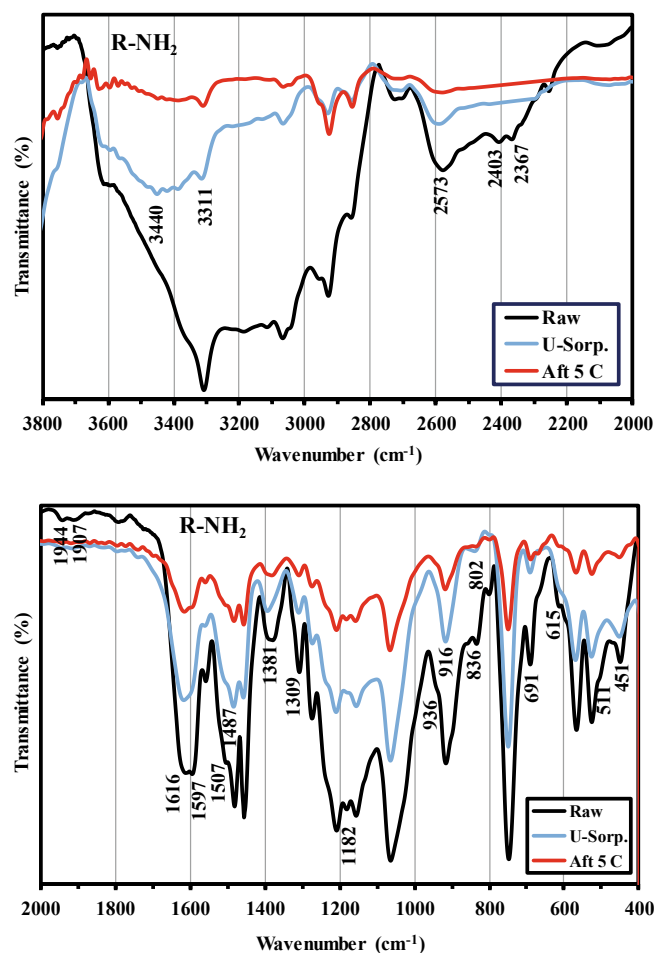 R-NH2
Transmittance (%)
3440
3311
2573
2403
2367
Raw
U-Sorp.
Aft 5 C
3800 3600 3400 3200 3000 2800 2600 2400 2200 2000
Wavenumber (cm-1)
R-NH2
Transmittance (%)
1944
1907
1616
1597
1507
1487
1381
1309
1182
936
916
836
802
691
615
511
451
Raw
U-Sorp.
Aft 5 C
2000 1800 1600 1400 1200 1000 800 600 400
Wavenumber (cm-1)